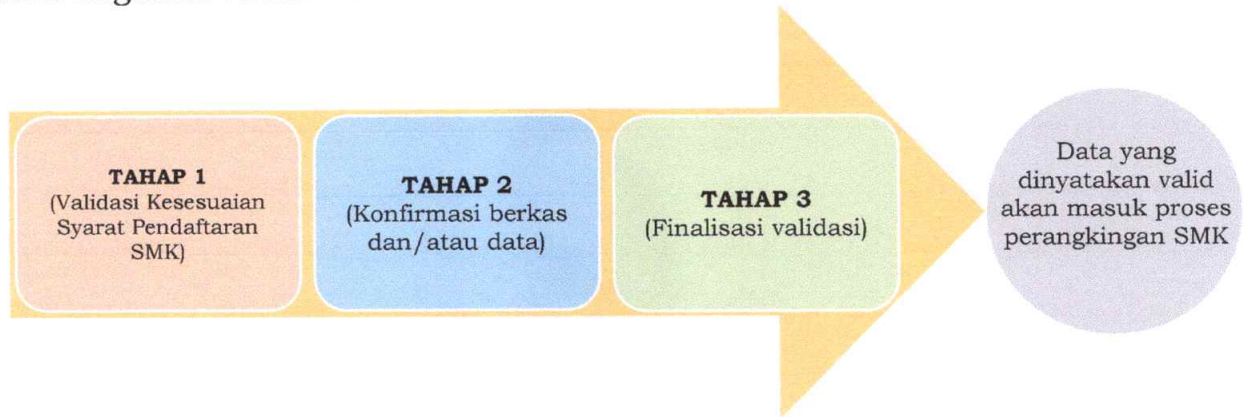 TAHAP 1
(Validasi Kesesuaian
Syarat Pendaftaran
SMK)
TAHAP 2
(Konfirmasi berkas
dan/atau data)
TAHAP 3
(Finalisasi validasi)
Data yang
dinyatakan valid
akan masuk proses
perangkingan SMK